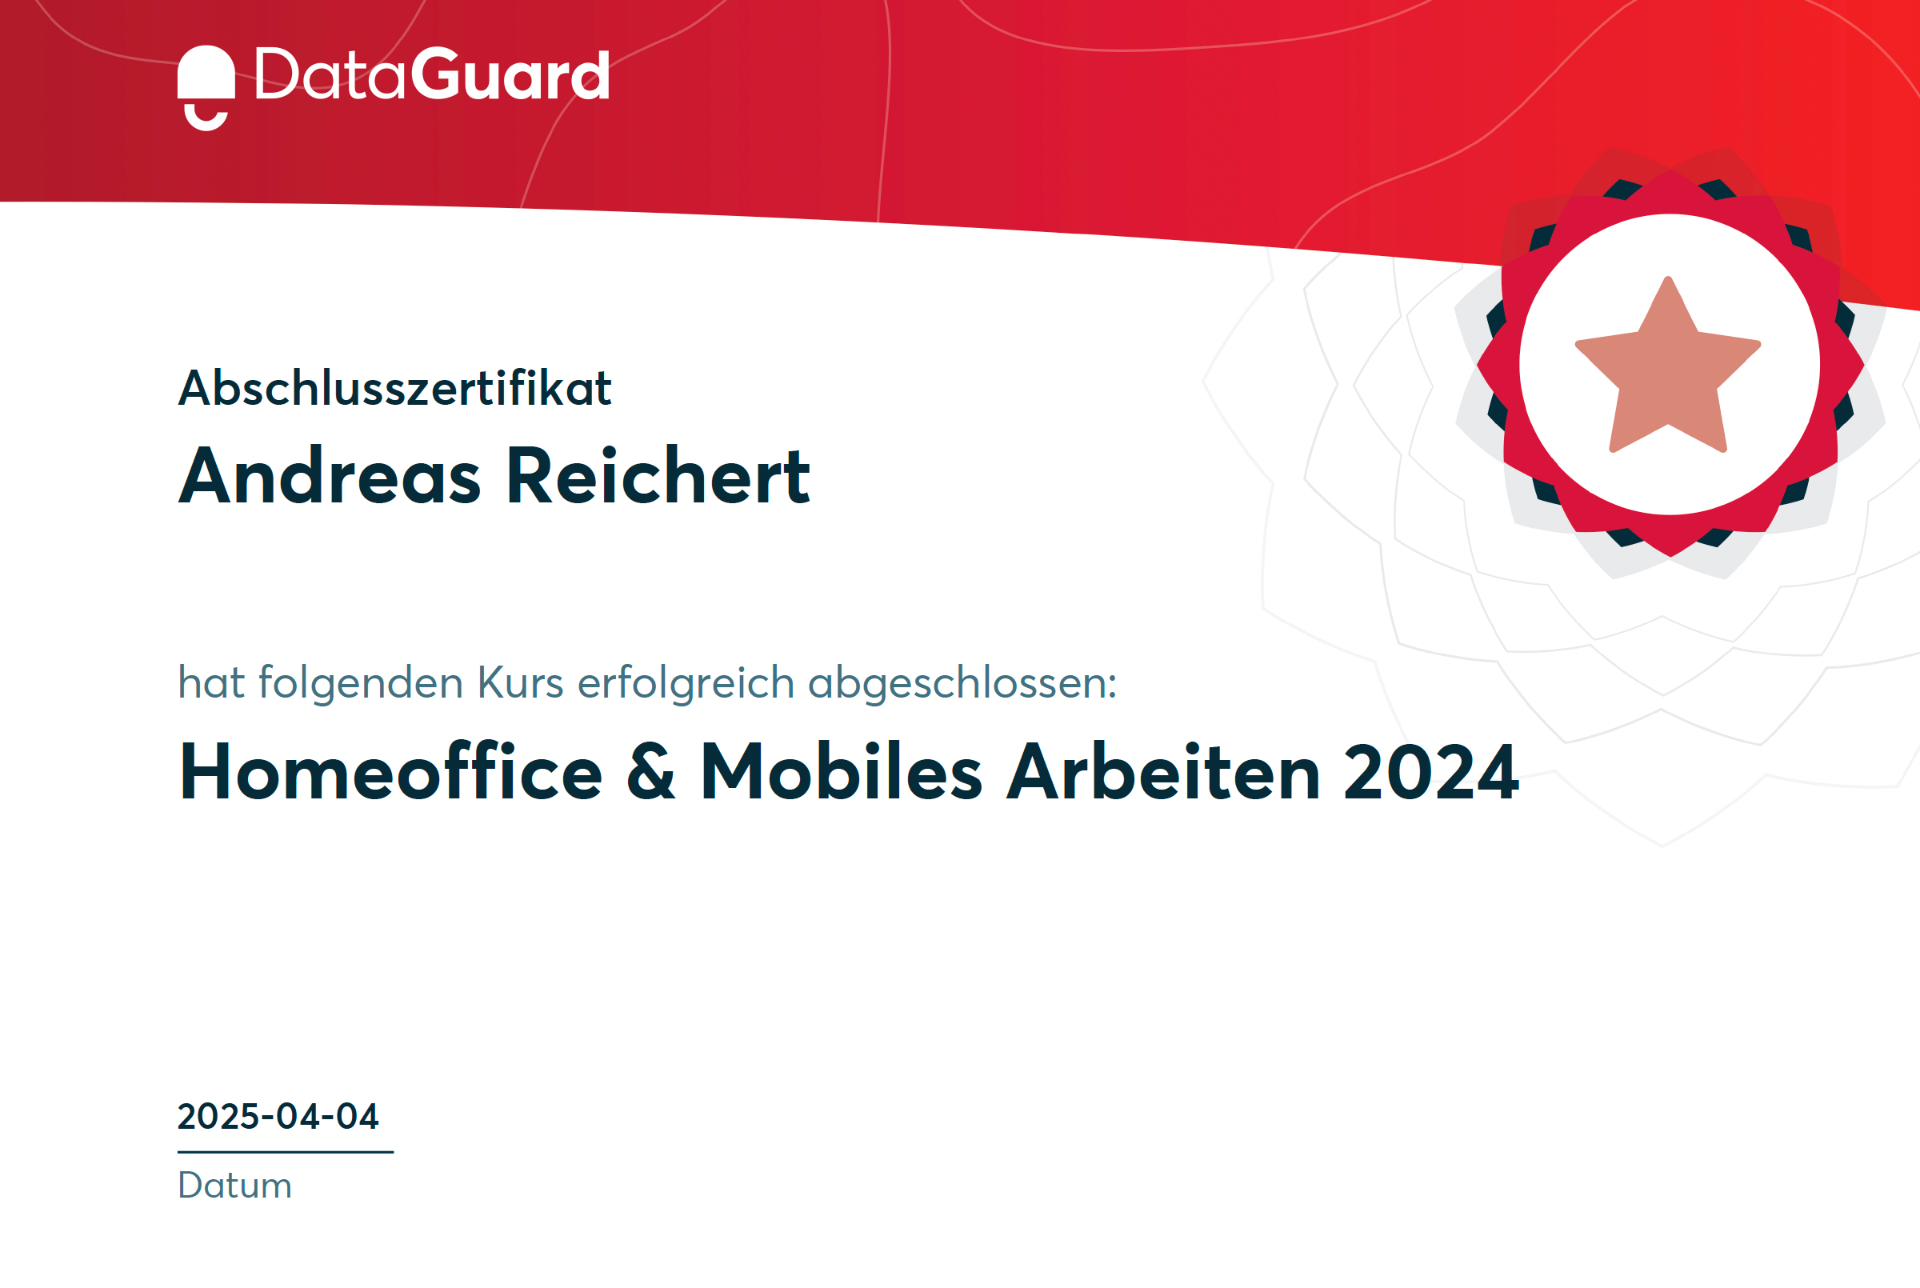 DataGuard
Abschlusszertifikat
Andreas Reichert
hat folgenden Kurs erfolgreich abgeschlossen:
Homeoffice & Mobiles Arbeiten 2024
2025-04-04
Datum